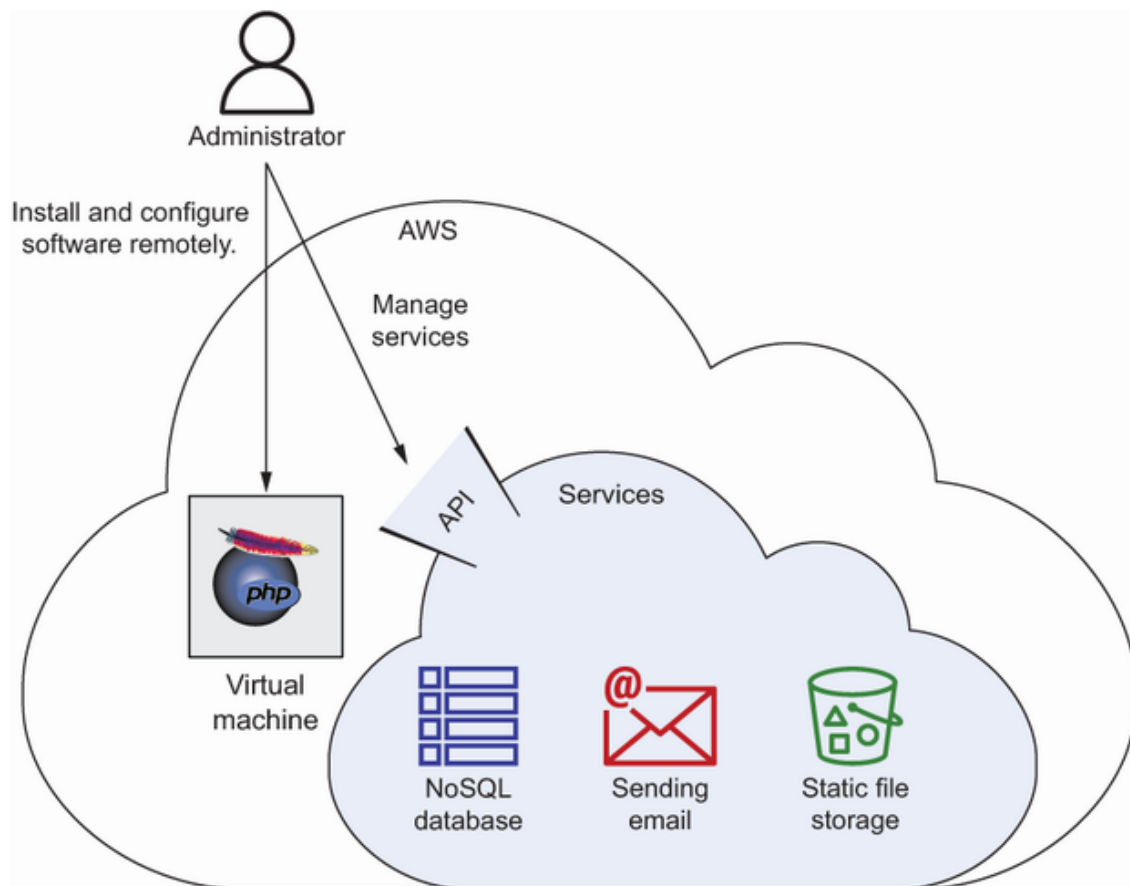 Administrator
Install and configure
software remotely.
AWS
Manage
services
API
Services
php
Virtual
machine
NoSQL
database
@
Sending
email
Static file
storage